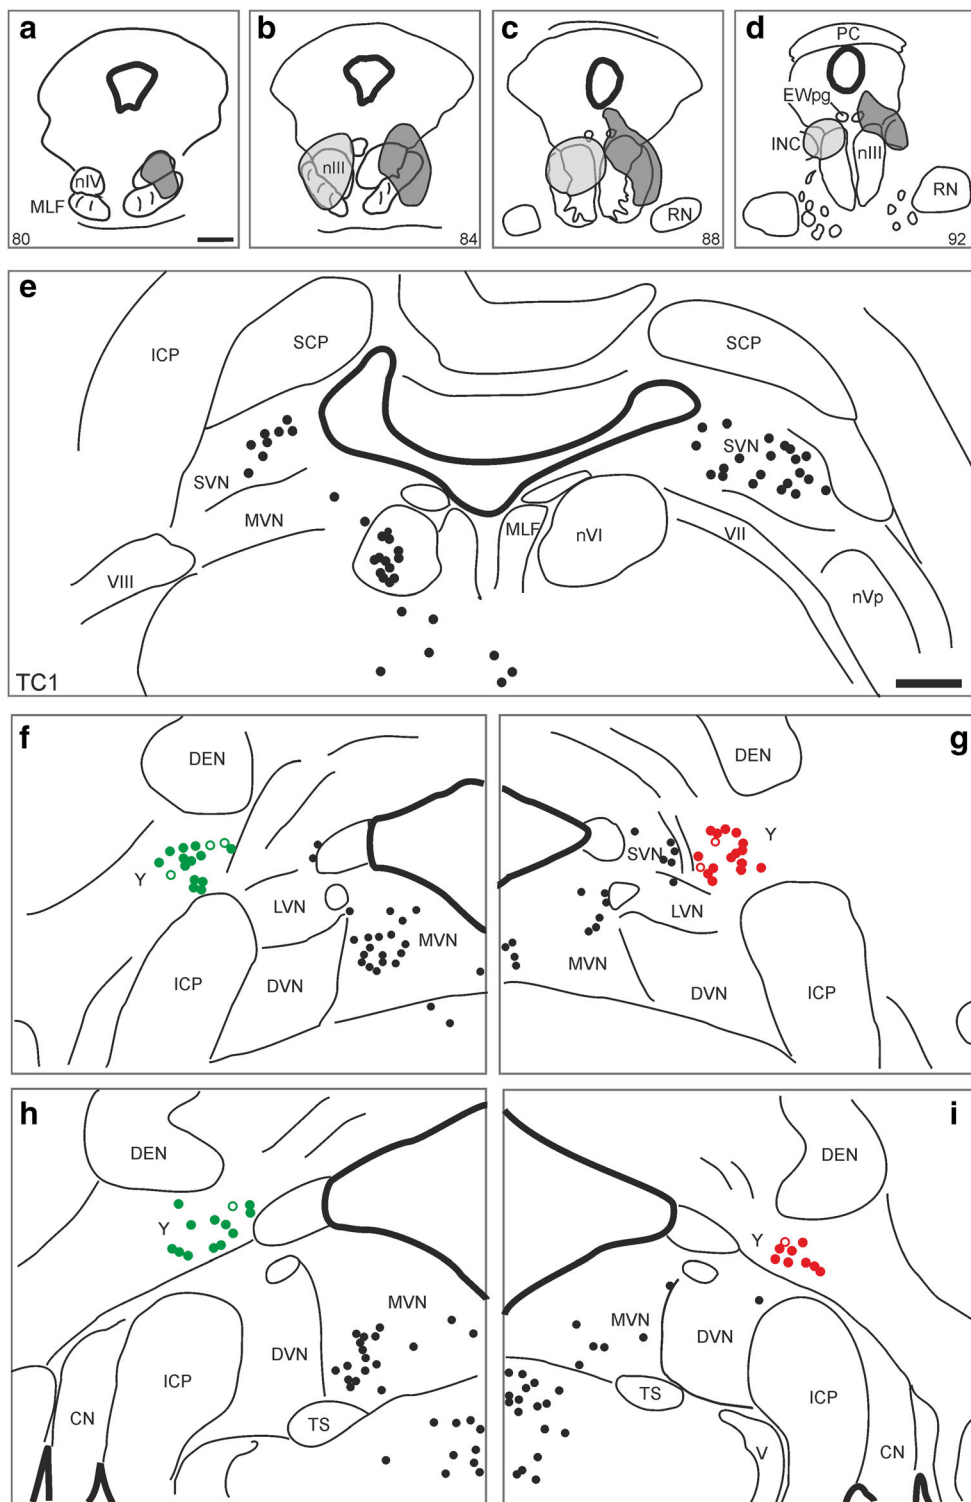 a
nIV
MLF
80
b
nIII
84
c
RN
88
d
PC
EWpg
INC
nIII
RN
92
e
ICP
SCP
SCP
SVN
SVN
MVN
MLF
nVI
VII
VIII
nVp
TC1
f
DEN
Y
LVN
MVN
ICP
DVN
g
DEN
Y
SVN
LVN
MVN
DVN
ICP
h
DEN
Y
MVN
DVN
ICP
CN
TS
i
DEN
Y
MVN
DVN
TS
ICP
V
CN